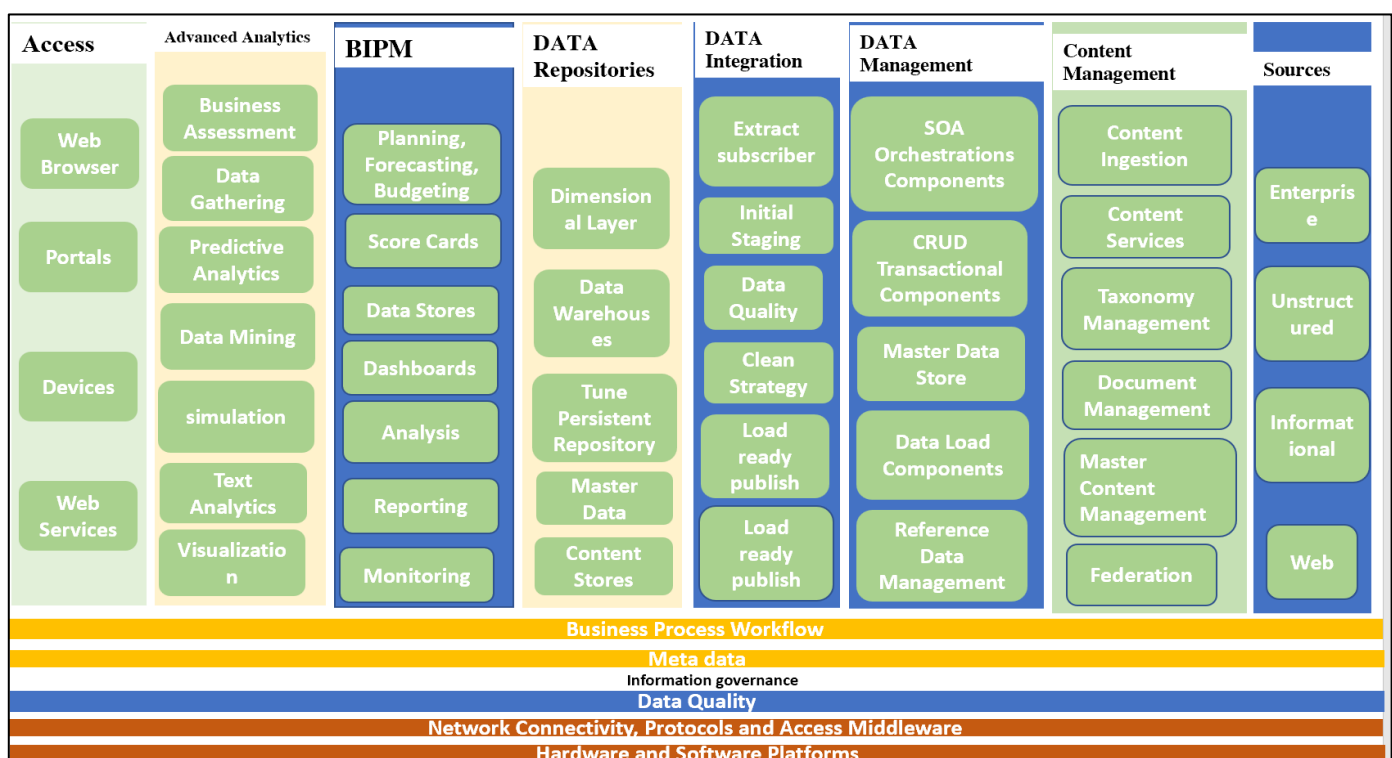 Access
Web
Browser
Portals
Devices
Web
Services
Advanced Analytics
Business
Assessment
Data
Gathering
Predictive
Analytics
Data Mining
simulation
Text
Analytics
Visualizatio
n
BIPM
Planning,
Forecasting,
Budgeting
Score Cards
Data Stores
Dashboards
Analysis
Reporting
Monitoring
DATA
Repositories
Dimension
al Layer
Data
Warehous
es
Tune
Persistent
Repository
Master
Data
Content
Stores
DATA
Integration
Extract
subscriber
Initial
Staging
Data
Quality
Clean
Strategy
Load
ready
publish
Load
ready
publish
DATA
Management
SOA
Orchestrations
Components
CRUD
Transactional
Components
Master Data
Store
Data Load
Components
Reference
Data
Management
Content
Management
Content
Ingestion
Content
Services
Taxonomy
Management
Document
Management
Master
Content
Management
Federation
Sources
Enterpris
e
Unstruct
ured
Informat
ional
Web
Business Process Workflow
Meta data
Information governance
Data Quality
Network Connectivity, Protocols and Access Middleware
Hardware and Software Platforms